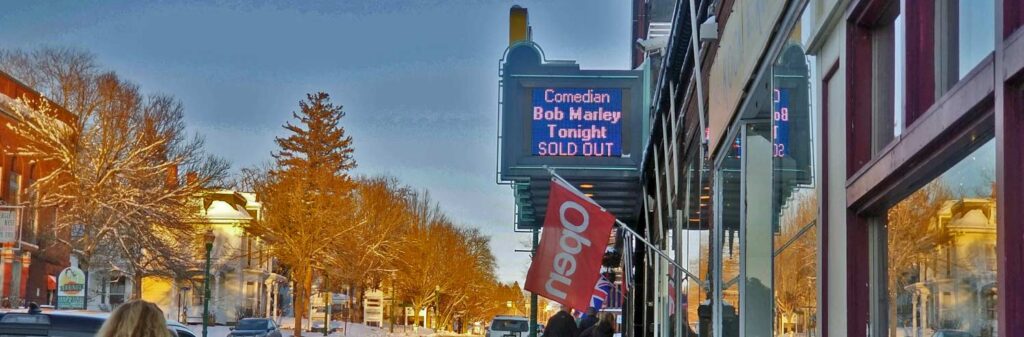 Comedian
Bob Marley
Tonight
SOLD OUT
Open